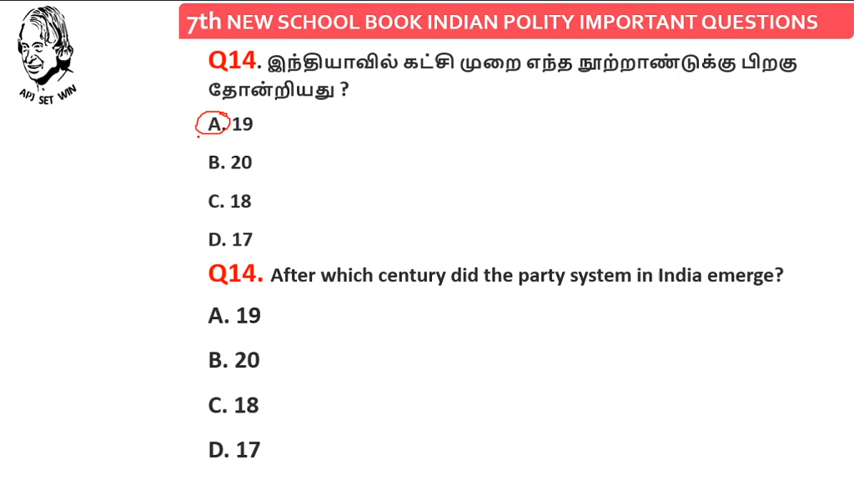 7th NEW SCHOOL BOOK INDIAN POLITY IMPORTANT QUESTIONS
APJ SET WIN
Q14. இந்தியாவில் கட்சி முறை எந்த நூற்றாண்டுக்கு பிறகு
தோன்றியது ?
A. 19
B. 20
C. 18
D. 17
Q14. After which century did the party system in India emerge?
A. 19
B. 20
C. 18
D. 17